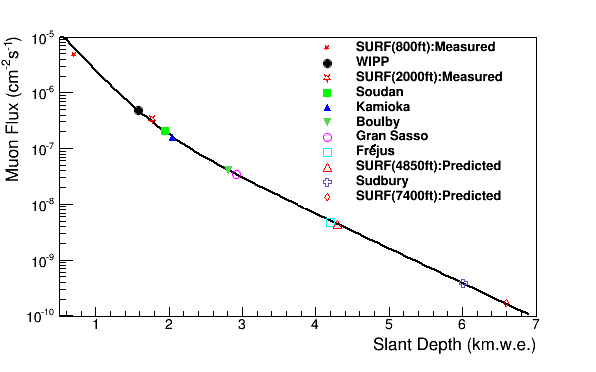 Muon Flux (cm⁻²s⁻¹)
10⁻⁵
10⁻⁶
10⁻⁷
10⁻⁸
10⁻⁹
10⁻¹⁰
SURF(800ft):Measured
WIPP
SURF(2000ft):Measured
Soudan
Kamioka
Boulby
Gran Sasso
Fréjus
SURF(4850ft):Predicted
Sudbury
SURF(7400ft):Predicted
1 2 3 4 5 6 7
Slant Depth (km.w.e.)